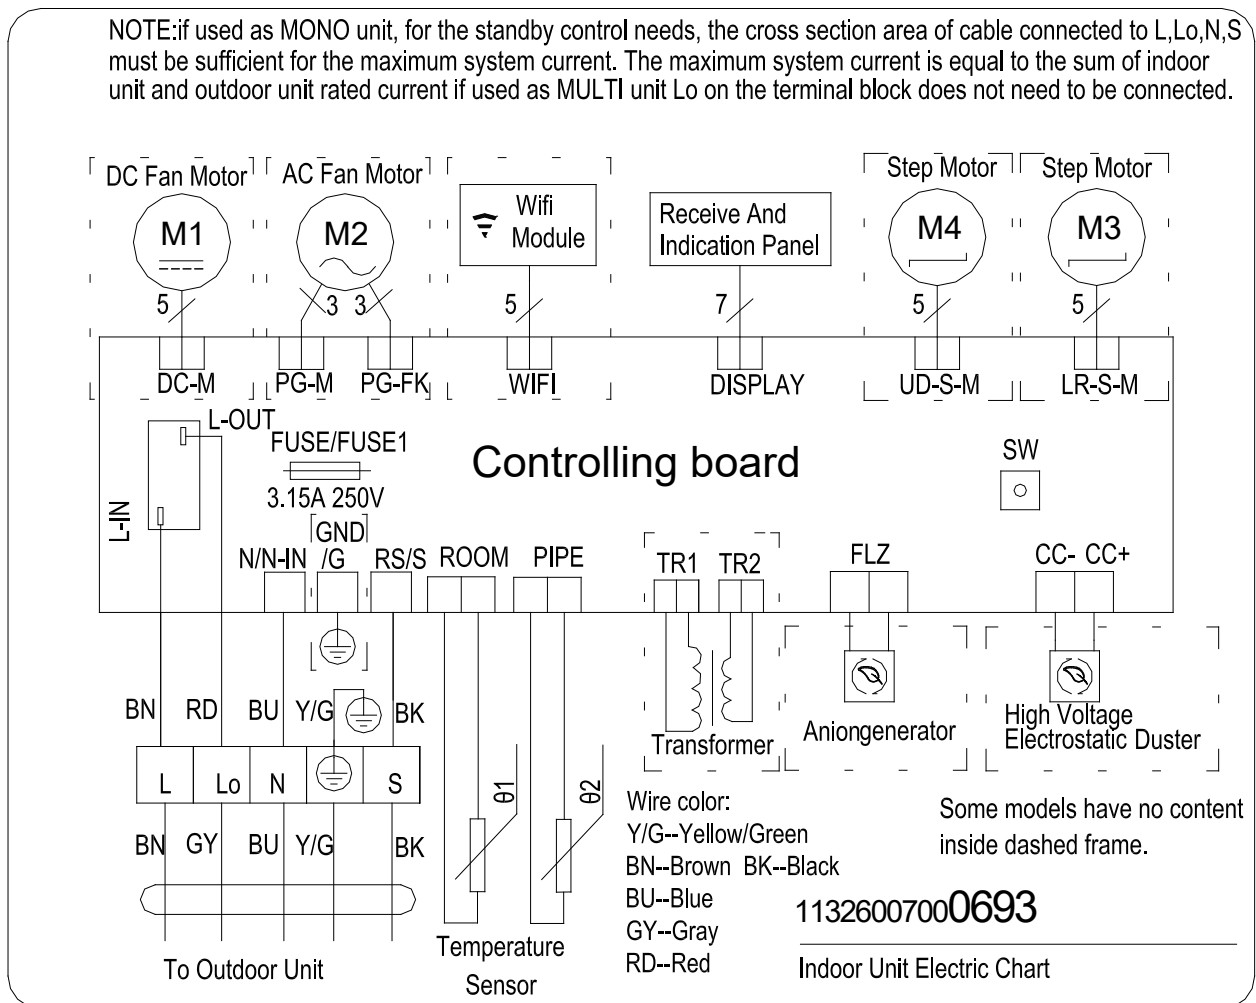 NOTE:if used as MONO unit, for the standby control needs, the cross section area of cable connected to L,Lo,N,S
must be sufficient for the maximum system current. The maximum system current is equal to the sum of indoor
unit and outdoor unit rated current if used as MULTI unit Lo on the terminal block does not need to be connected.
DC Fan Motor
AC Fan Motor
Step Motor
Step Motor
M1
M2
Wifi
Module
Receive And
Indication Panel
M4
M3
5
3
3
5
7
5
5
DC-M
PG-M
PG-FK
WIFI
DISPLAY
UD-S-M
LR-S-M
L-OUT
FUSE/FUSE1
3.15A 250V
Controlling board
SW
L-IN
GND
N/N-IN
/G
RS/S
ROOM
PIPE
TR1
TR2
FLZ
CC-
CC+
BN
RD
BU
Y/G
BK
Transformer
Aniongenerator
High Voltage
Electrostatic Duster
L
Lo
N
S
θ1
θ2
BN
GY
BU
Y/G
BK
To Outdoor Unit
Temperature
Sensor
Wire color:
Y/G--Yellow/Green
BN--Brown BK--Black
BU--Blue
GY--Gray
RD--Red
Some models have no content
inside dashed frame.
11326007000693
Indoor Unit Electric Chart